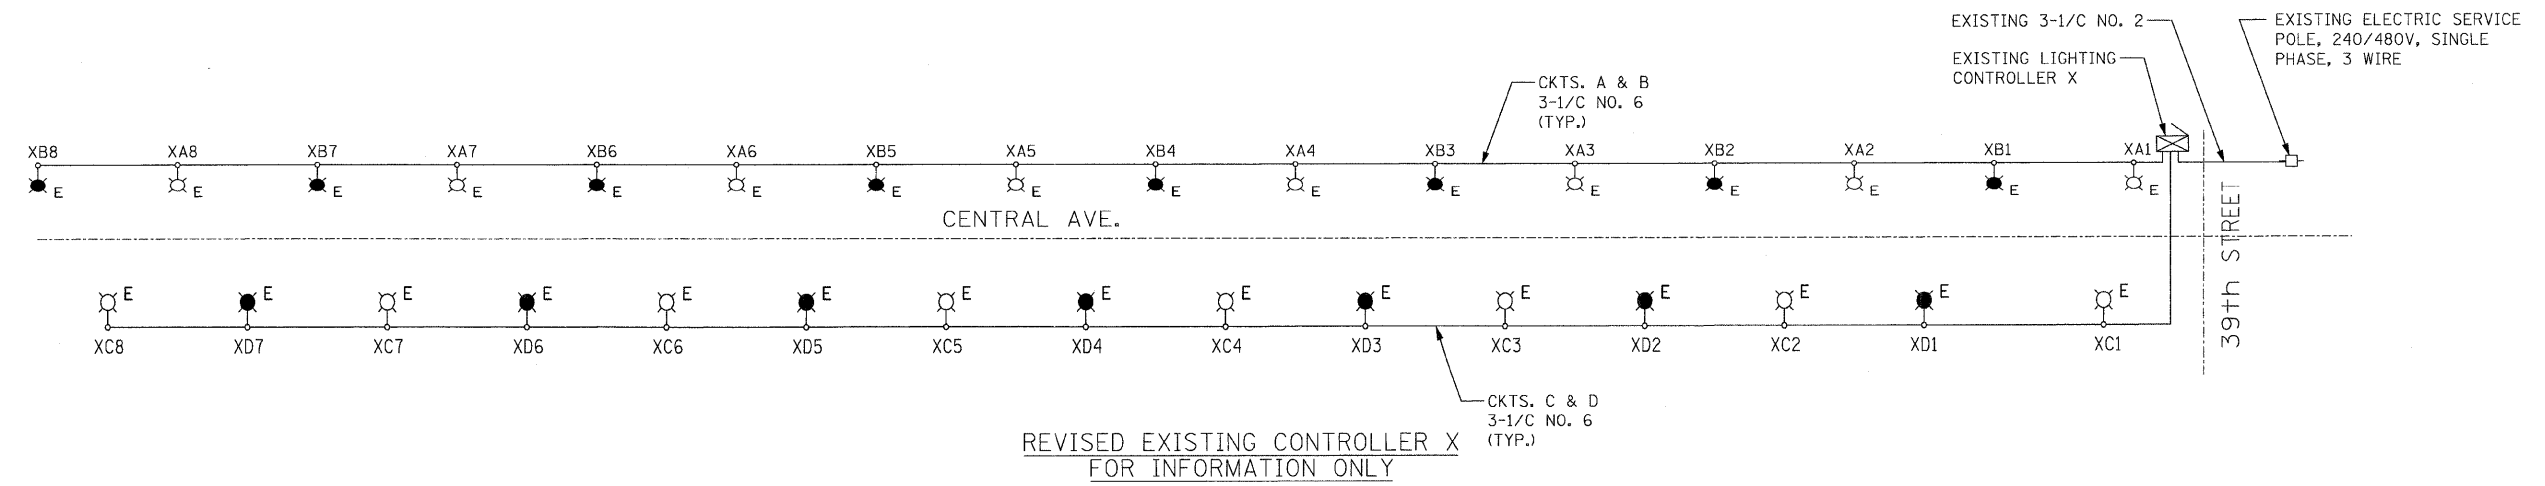 EXISTING 3-1/C NO. 2
EXISTING ELECTRIC SERVICE
POLE, 240/480V, SINGLE
PHASE, 3 WIRE
EXISTING LIGHTING
CONTROLLER X
CKTS. A & B
3-1/C NO. 6
(TYP.)
XB8 XA8 XB7 XA7 XB6 XA6 XB5 XA5 XB4 XA4 XB3 XA3 XB2 XA2 XB1 XA1
E E E E E E E E E E E E E E E E
CENTRAL AVE.
39th STREET
E E E E E E E E E E E E E E E
XC8 XD7 XC7 XD6 XC6 XD5 XC5 XD4 XC4 XD3 XC3 XD2 XC2 XD1 XC1
CKTS. C & D
3-1/C NO. 6
(TYP.)
REVISED EXISTING CONTROLLER X
FOR INFORMATION ONLY